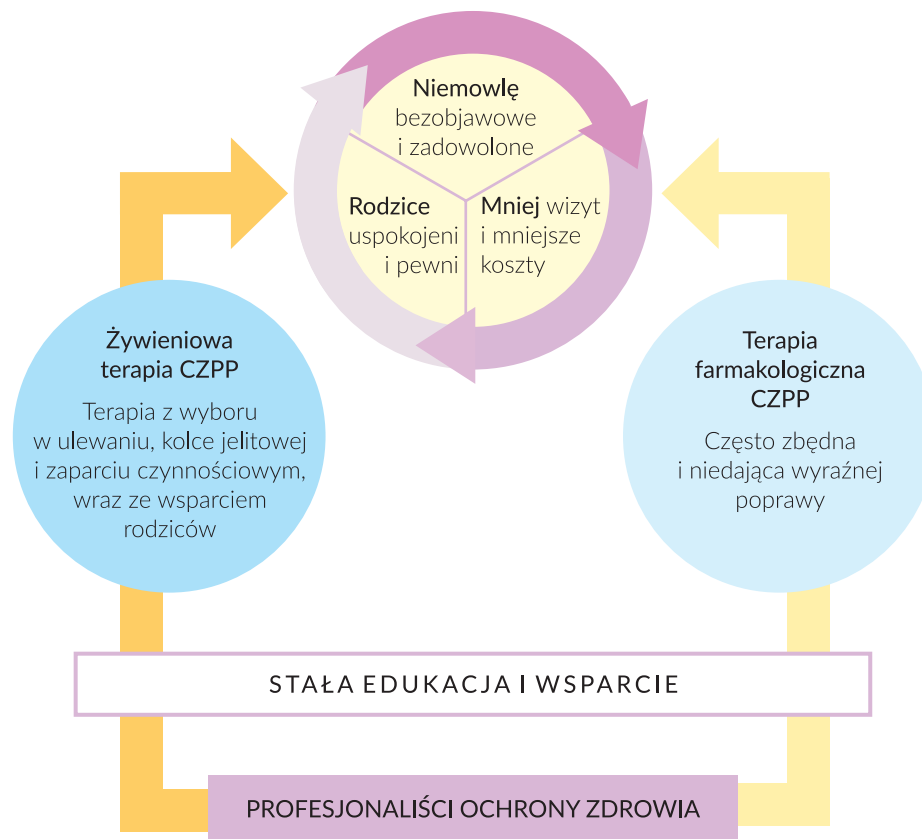 Niemowlę
bezobjawowe
i zadowolone
Rodzice
uspokojeni
i pewni
Mniej wizyt
i mniejsze
koszty
Żywieniowa
terapia CZPP
Terapia z wyboru
w ulewaniu, kolce jelitowej
i zaparciu czynnościowym,
wraz ze wsparciem
rodziców
Terapia
farmakologiczna
CZPP
Często zbędna
i niedająca wyraźnej
poprawy
STAŁA EDUKACJA I WSPARCIE
PROFESJONALIŚCI OCHRONY ZDROWIA